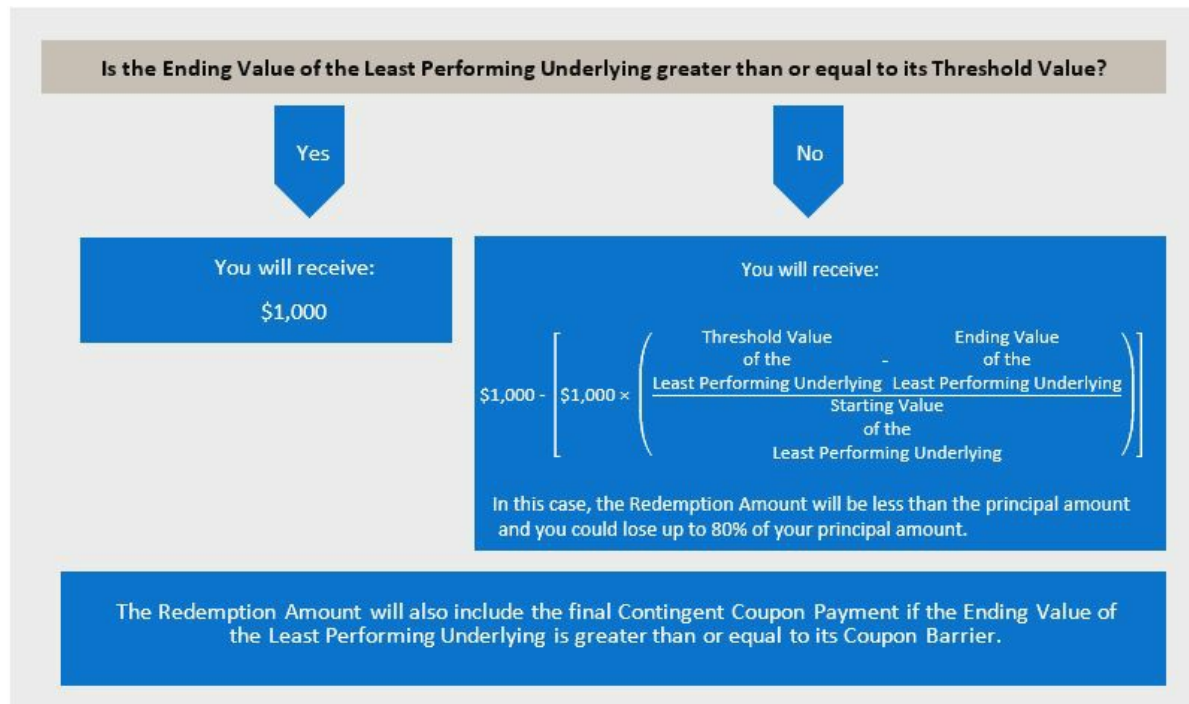 Is the Ending Value of the Least Performing Underlying greater than or equal to its Threshold Value?
Yes
No
You will receive:
$1,000
You will receive:
$1,000 - [$1,000 × (
Threshold Value Ending Value
of the - of the
Least Performing Underlying Least Performing Underlying
Starting Value
of the
Least Performing Underlying
)]
In this case, the Redemption Amount will be less than the principal amount
and you could lose up to 80% of your principal amount.
The Redemption Amount will also include the final Contingent Coupon Payment if the Ending Value of
the Least Performing Underlying is greater than or equal to its Coupon Barrier.